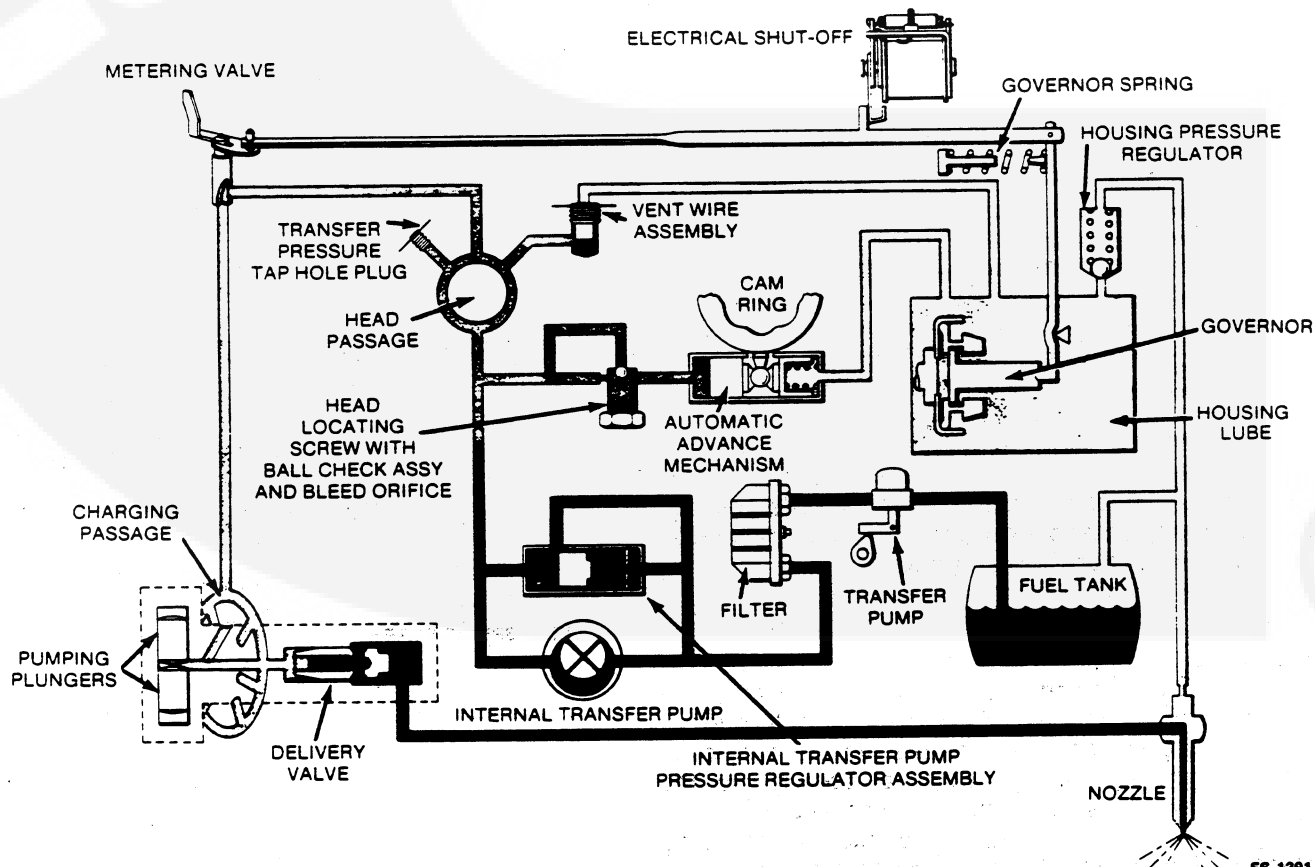 ELECTRICAL SHUT-OFF
METERING VALVE
GOVERNOR SPRING
HOUSING PRESSURE
REGULATOR
TRANSFER
PRESSURE
TAP HOLE PLUG
VENT WIRE
ASSEMBLY
CAM
RING
HEAD
PASSAGE
GOVERNOR
HEAD
LOCATING
SCREW WITH
BALL CHECK ASSY
AND BLEED ORIFICE
AUTOMATIC
ADVANCE
MECHANISM
HOUSING
LUBE
CHARGING
PASSAGE
FILTER
TRANSFER
PUMP
FUEL TANK
PUMPING
PLUNGERS
INTERNAL TRANSFER PUMP
DELIVERY
VALVE
INTERNAL TRANSFER PUMP
PRESSURE REGULATOR ASSEMBLY
NOZZLE